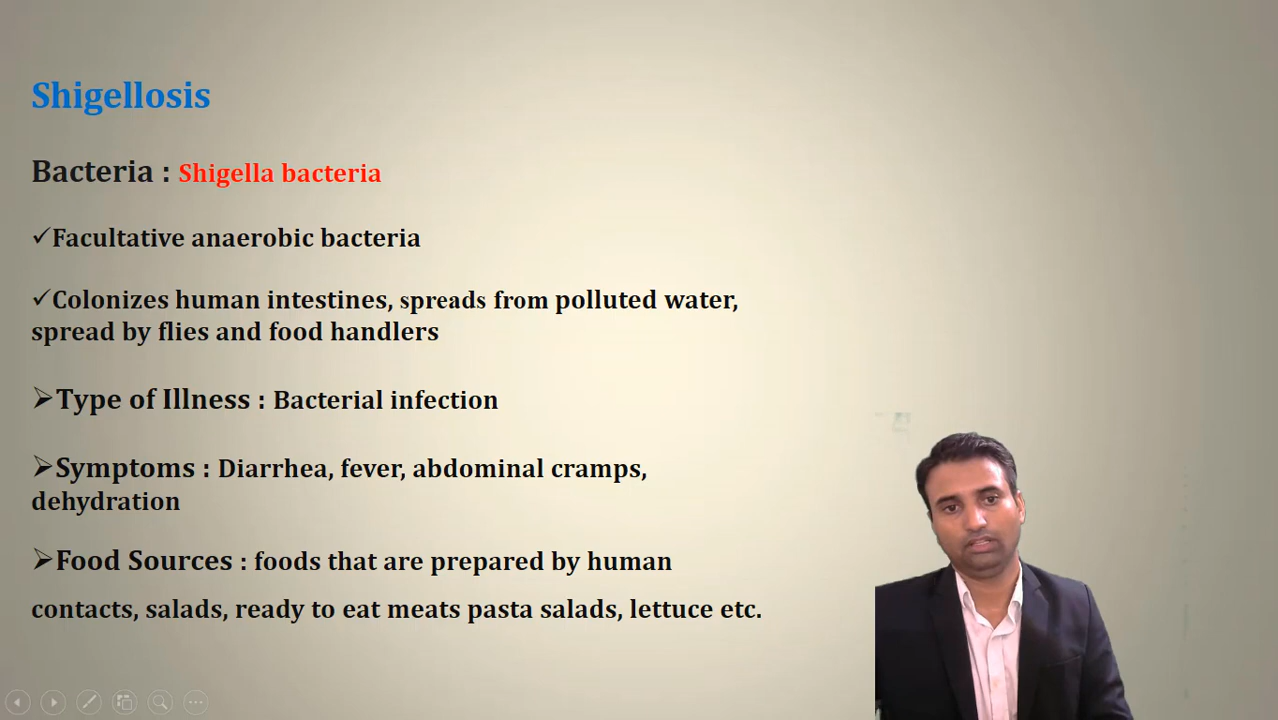 Shigellosis
Bacteria : Shigella bacteria
✓Facultative anaerobic bacteria
✓Colonizes human intestines, spreads from polluted water,
spread by flies and food handlers
➢Type of Illness : Bacterial infection
➢Symptoms : Diarrhea, fever, abdominal cramps,
dehydration
➢Food Sources : foods that are prepared by human
contacts, salads, ready to eat meats pasta salads, lettuce etc.